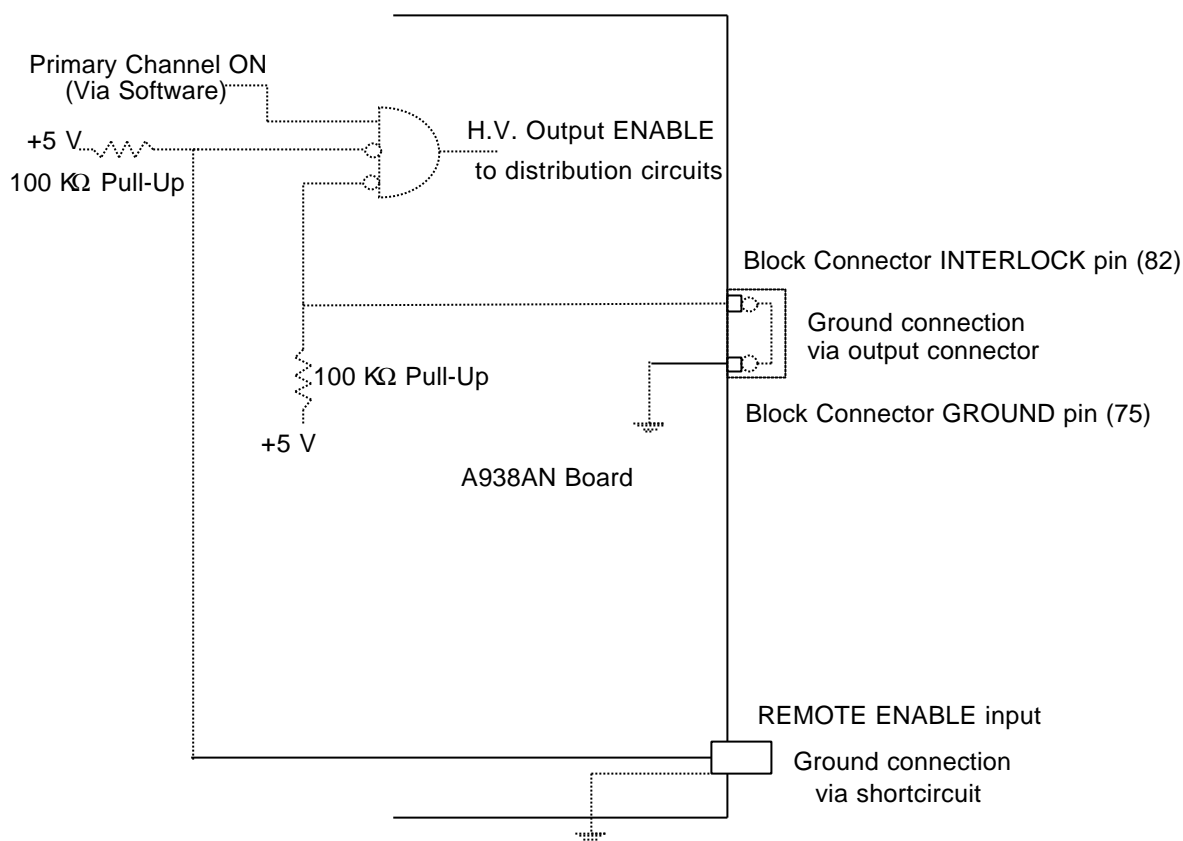 Primary Channel ON
(Via Software)
+5 V
100 KΩ Pull-Up
H.V. Output ENABLE
to distribution circuits
Block Connector INTERLOCK pin (82)
Ground connection
via output connector
100 KΩ Pull-Up
+5 V
Block Connector GROUND pin (75)
A938AN Board
REMOTE ENABLE input
Ground connection
via shortcircuit